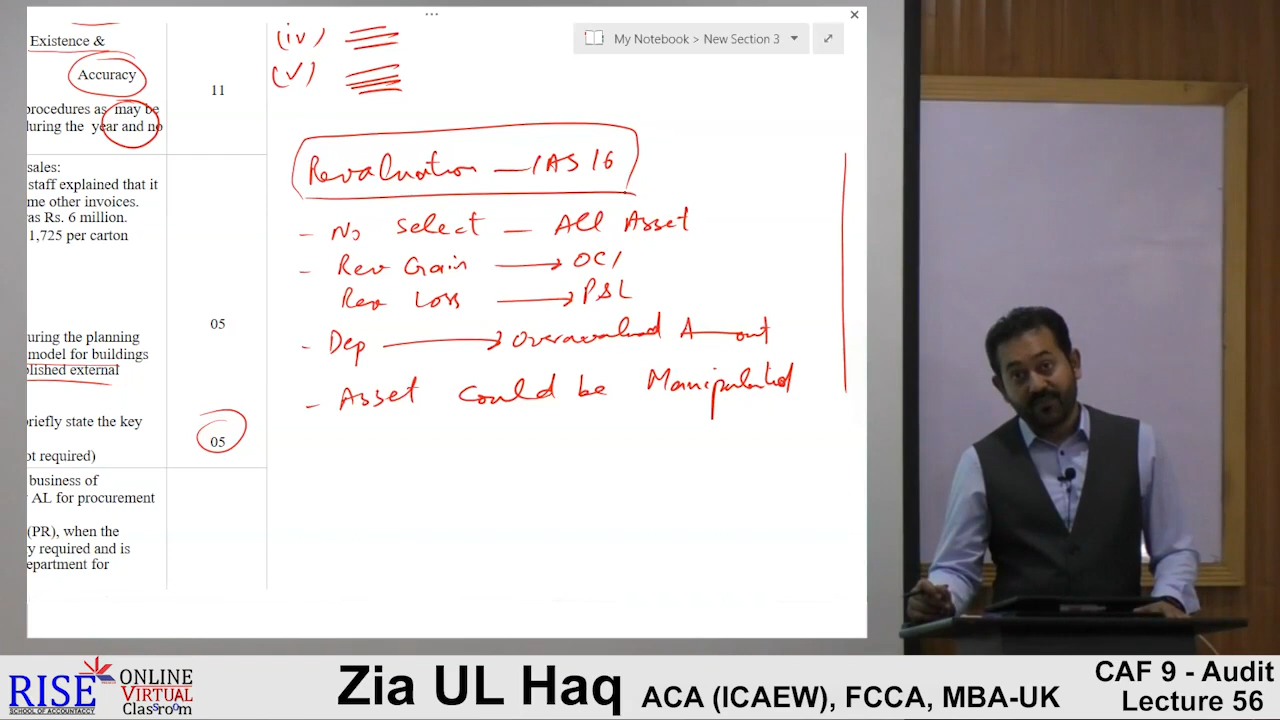 Existence &
Accuracy
procedures as may be
during the year and no
11
sales:
staff explained that it
me other invoices.
as Rs. 6 million.
1,725 per carton
uring the planning
model for buildings
blished external
05
riefly state the key
05
ot required)
business of
AL for procurement
(PR), when the
y required and is
epartment for
(iv)
(v)
My Notebook > New Section 3
Revaluation - IAS 16
- No select - All Asset
- Rev Gain → OCI
Rev Loss → P&L
- Dep → Overvalued Amount
- Asset could be Manipulated
RISE
SCHOOL OF ACCOUNTANCY
ONLINE
VIRTUAL
Classroom
Zia UL Haq ACA (ICAEW), FCCA, MBA-UK
CAF 9 - Audit
Lecture 56